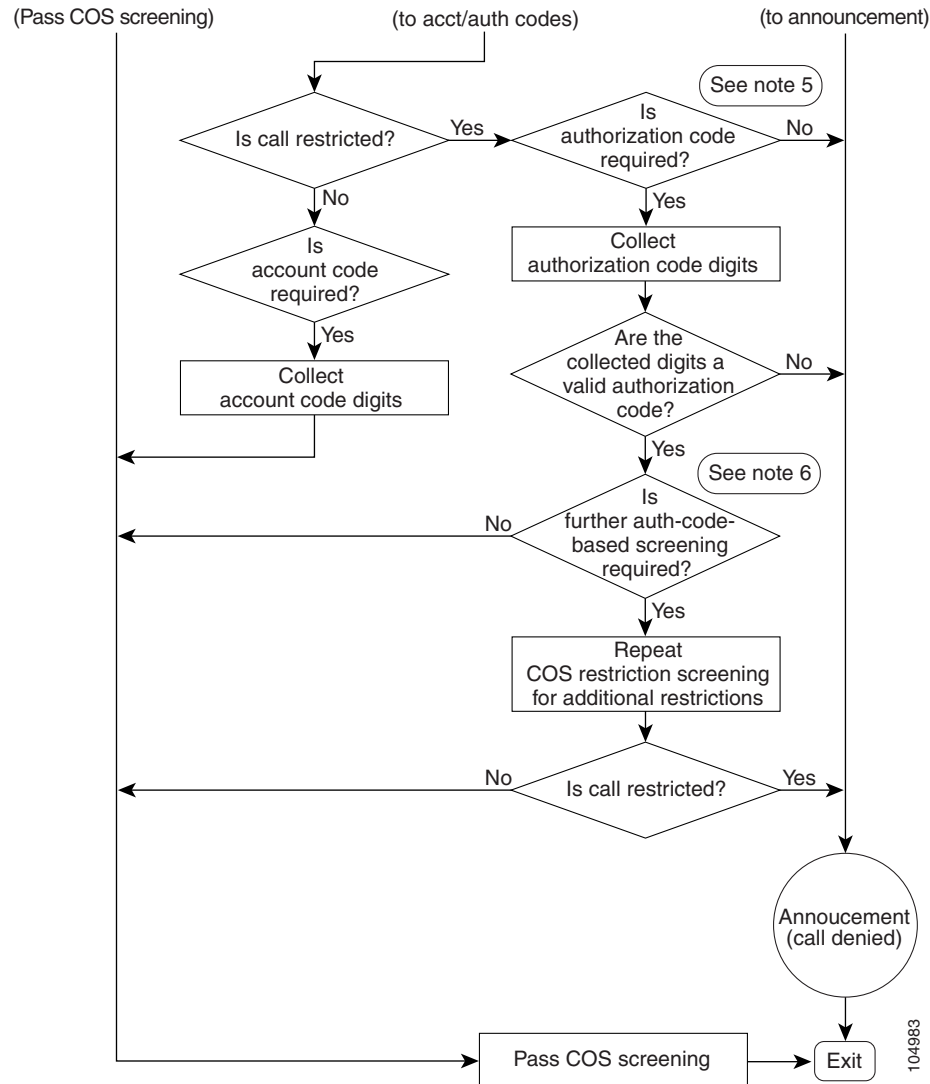 (Pass COS screening)
(to acct/auth codes)
(to announcement)
See note 5
Is call restricted?
Yes
Is
authorization code
required?
No
No
Yes
Is
account code
required?
Collect
authorization code digits
Yes
Collect
account code digits
Are the
collected digits a
valid authorization
code?
No
Yes
See note 6
No
Is
further auth-code-
based screening
required?
Yes
Repeat
COS restriction screening
for additional restrictions
No
Is call restricted?
Yes
Annoucement
(call denied)
Pass COS screening
Exit
104983